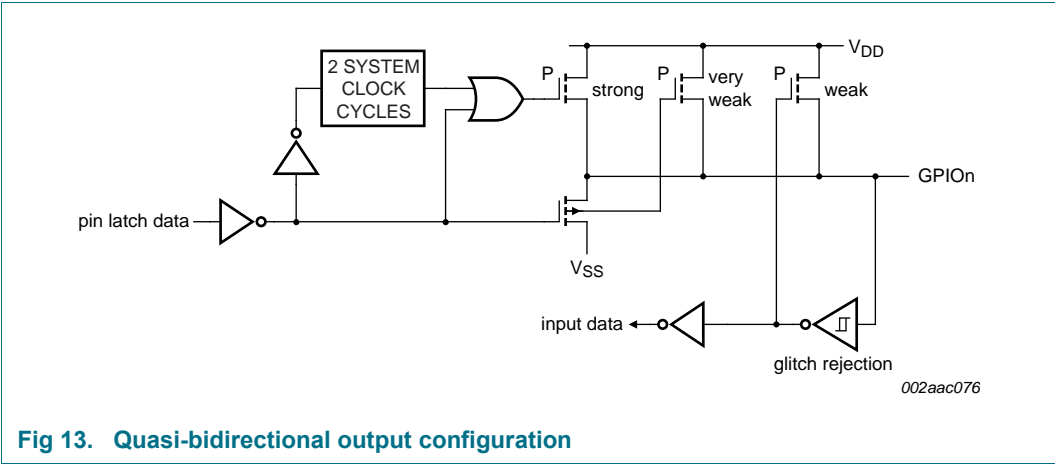 2 SYSTEM
CLOCK
CYCLES
P
strong
P
very
weak
P
weak
VDD
GPIOn
pin latch data
VSS
input data
glitch rejection
002aac076
Fig 13. Quasi-bidirectional output configuration